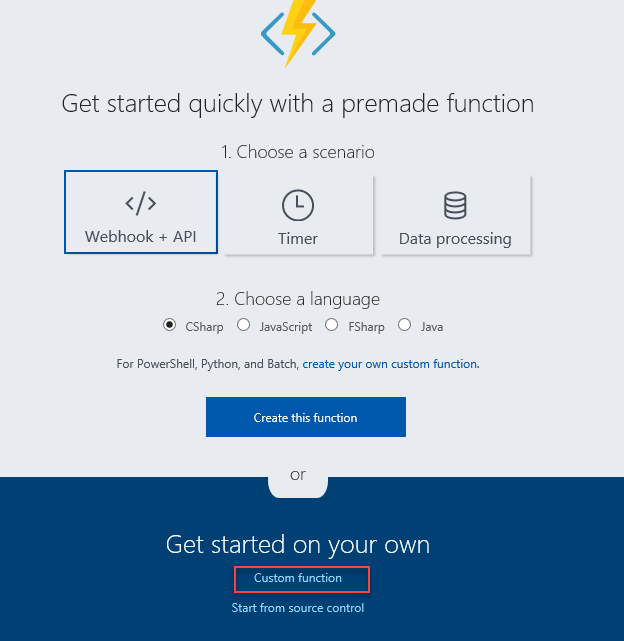 Get started quickly with a premade function
1. Choose a scenario
Webhook + API Timer Data processing
2. Choose a language
CSharp JavaScript FSharp Java
For PowerShell, Python, and Batch, create your own custom function.
Create this function
or
Get started on your own
Custom function
Start from source control